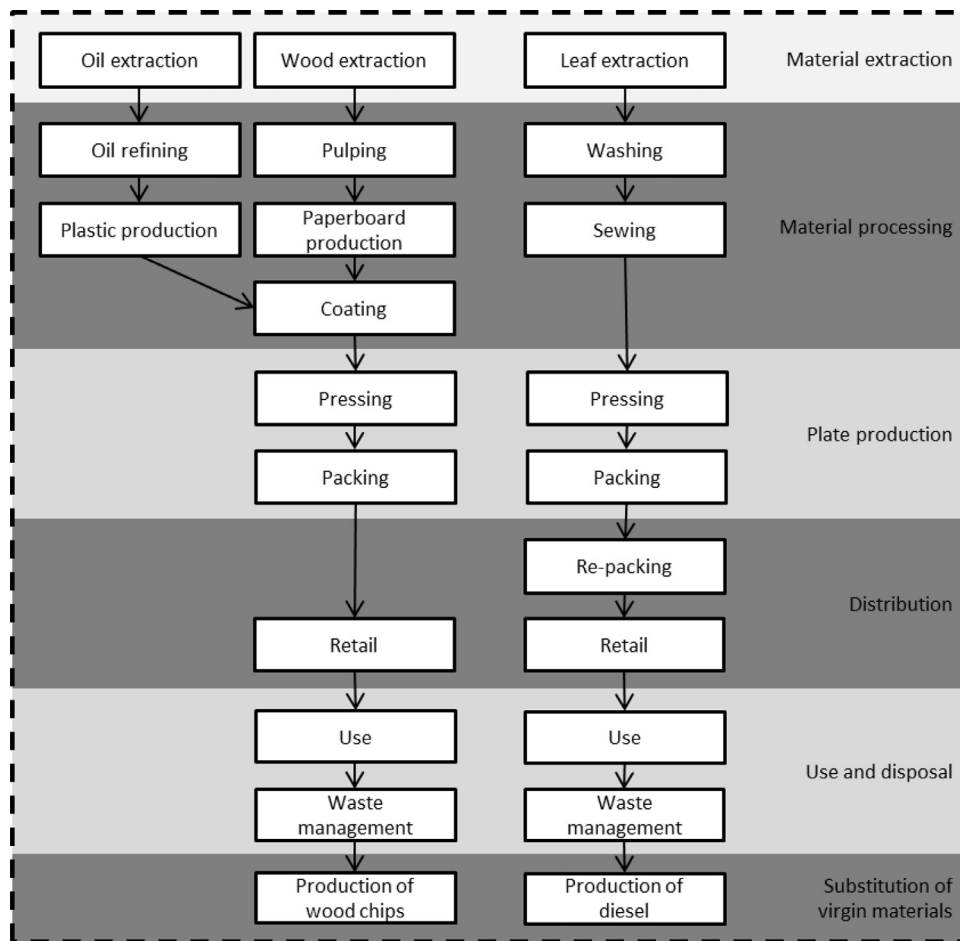 Oil extraction
Wood extraction
Leaf extraction
Material extraction
Oil refining
Pulping
Washing
Plastic production
Paperboard
production
Sewing
Material processing
Coating
Pressing
Pressing
Plate production
Packing
Packing
Re-packing
Distribution
Retail
Retail
Use
Use
Use and disposal
Waste
management
Waste
management
Production of
wood chips
Production of
diesel
Substitution of
virgin materials